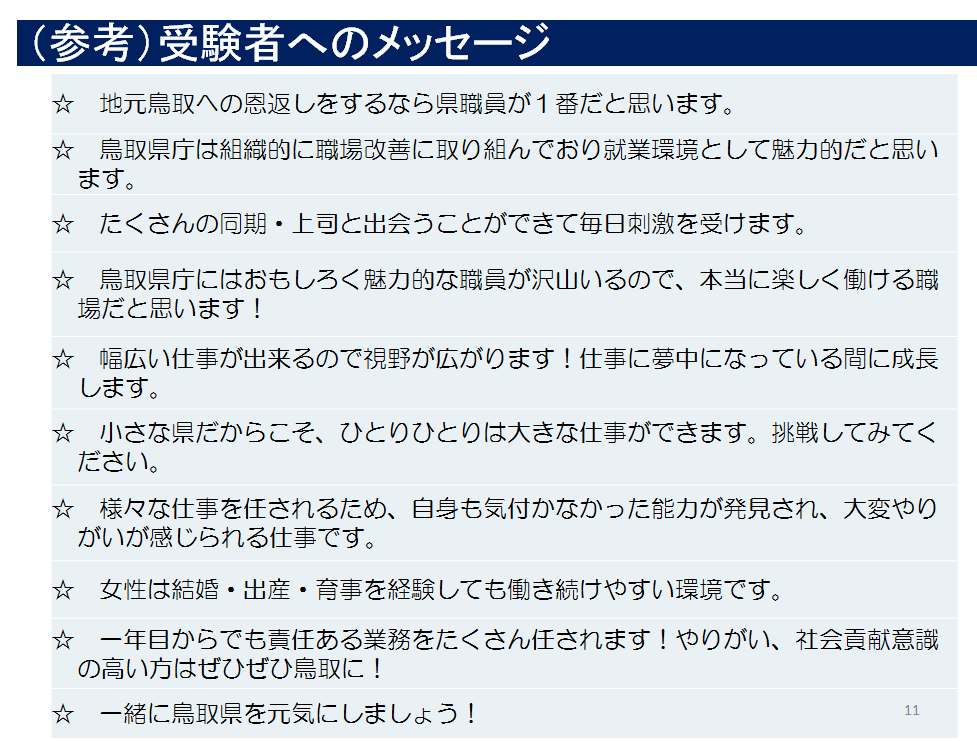 （参考）受験者へのメッセージ
☆　地元鳥取への恩返しをするなら県職員が１番だと思います。
☆　鳥取県庁は組織的に職場改善に取り組んでおり就業環境として魅力的だと思い
ます。
☆　たくさんの同期・上司と出会うことができて毎日刺激を受けます。
☆　鳥取県庁にはおもしろく魅力的な職員が沢山いるので、本当に楽しく働ける職
場だと思います！
☆　幅広い仕事が出来るので視野が広がります！仕事に夢中になっている間に成長
します。
☆　小さな県だからこそ、ひとりひとりは大きな仕事ができます。挑戦してみてく
ださい。
☆　様々な仕事を任されるため、自身も気付かなかった能力が発見され、大変やり
がいが感じられる仕事です。
☆　女性は結婚・出産・育事を経験しても働き続けやすい環境です。
☆　一年目からでも責任ある業務をたくさん任されます！やりがい、社会貢献意識
の高い方はぜひぜひ鳥取に！
☆　一緒に鳥取県を元気にしましょう！
11